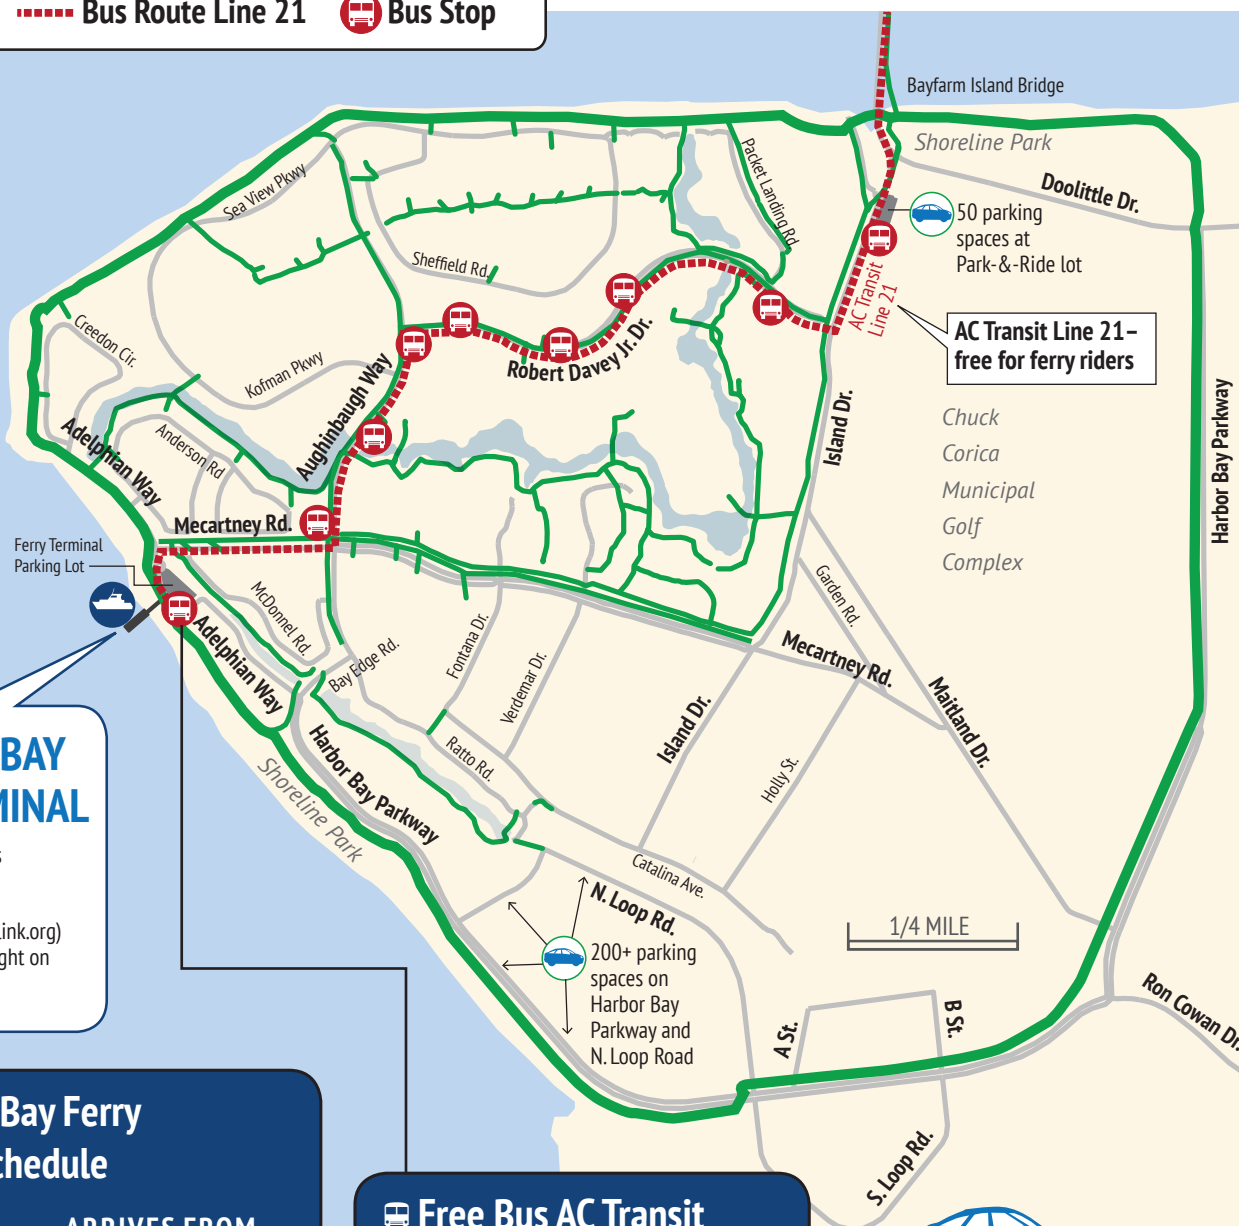 Bus Route Line 21
Bus Stop
Bayfarm Island Bridge
Shoreline Park
Doolittle Dr.
Packet Landing Rd
Sea View Pkwy
50 parking
spaces at
Park-&-Ride lot
Sheffield Rd.
AC Transit
Line 21
AC Transit Line 21–
free for ferry riders
Creedon Cir.
Kofman Pkwy
Robert Davey Jr. Dr.
Aughinbaugh Way
Island Dr.
Harbor Bay Parkway
Chuck
Corica
Municipal
Golf
Complex
Adelphian Way
Anderson Rd
Mecartney Rd.
Ferry Terminal
Parking Lot
McDonnel Rd.
Garden Rd.
Adelphian Way
Bay Edge Rd.
Fontana Dr.
Verdemar Dr.
Mecartney Rd.
Maitland Dr.
Island Dr.
Holly St.
Ratto Rd.
Harbor Bay Parkway
Shoreline Park
BAY
MINAL
s
ink.org)
ght on
Catalina Ave.
N. Loop Rd.
1/4 MILE
200+ parking
spaces on
Harbor Bay
Parkway and
N. Loop Road
A St.
B St.
Ron Cowan Dr.
S. Loop Rd.
Bay Ferry
chedule
ARRIVES FROM
Free Bus AC Transit